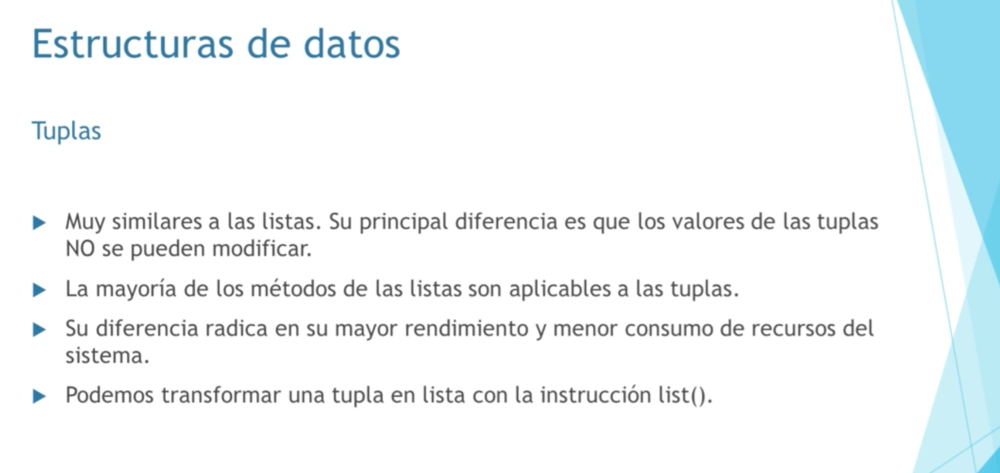 Estructuras de datos
Tuplas
Muy similares a las listas. Su principal diferencia es que los valores de las tuplas
NO se pueden modificar.
La mayoría de los métodos de las listas son aplicables a las tuplas.
Su diferencia radica en su mayor rendimiento y menor consumo de recursos del
sistema.
Podemos transformar una tupla en lista con la instrucción list().